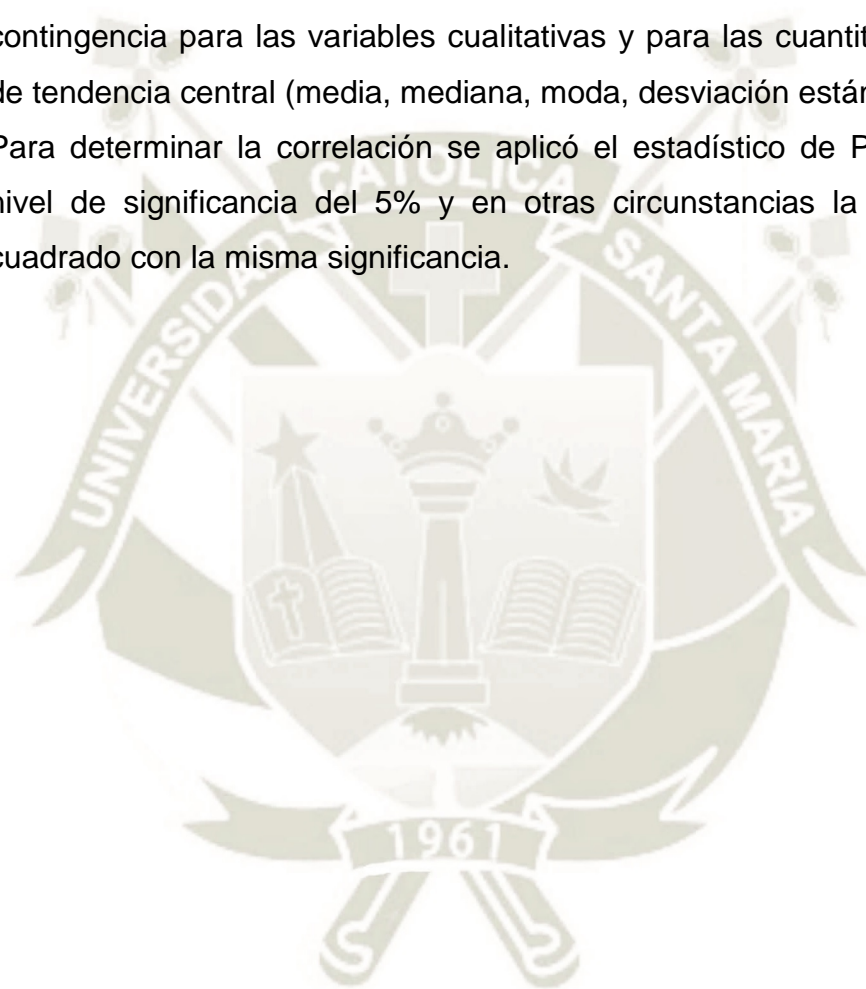 contingencia para las variables cualitativas y para las cuantit
de tendencia central (media, mediana, moda, desviación están
Para determinar la correlación se aplicó el estadístico de P
nivel de significancia del 5% y en otras circunstancias la
cuadrado con la misma significancia.
UNIVERSIDAD CATOLICA SANTA MARIA
1961